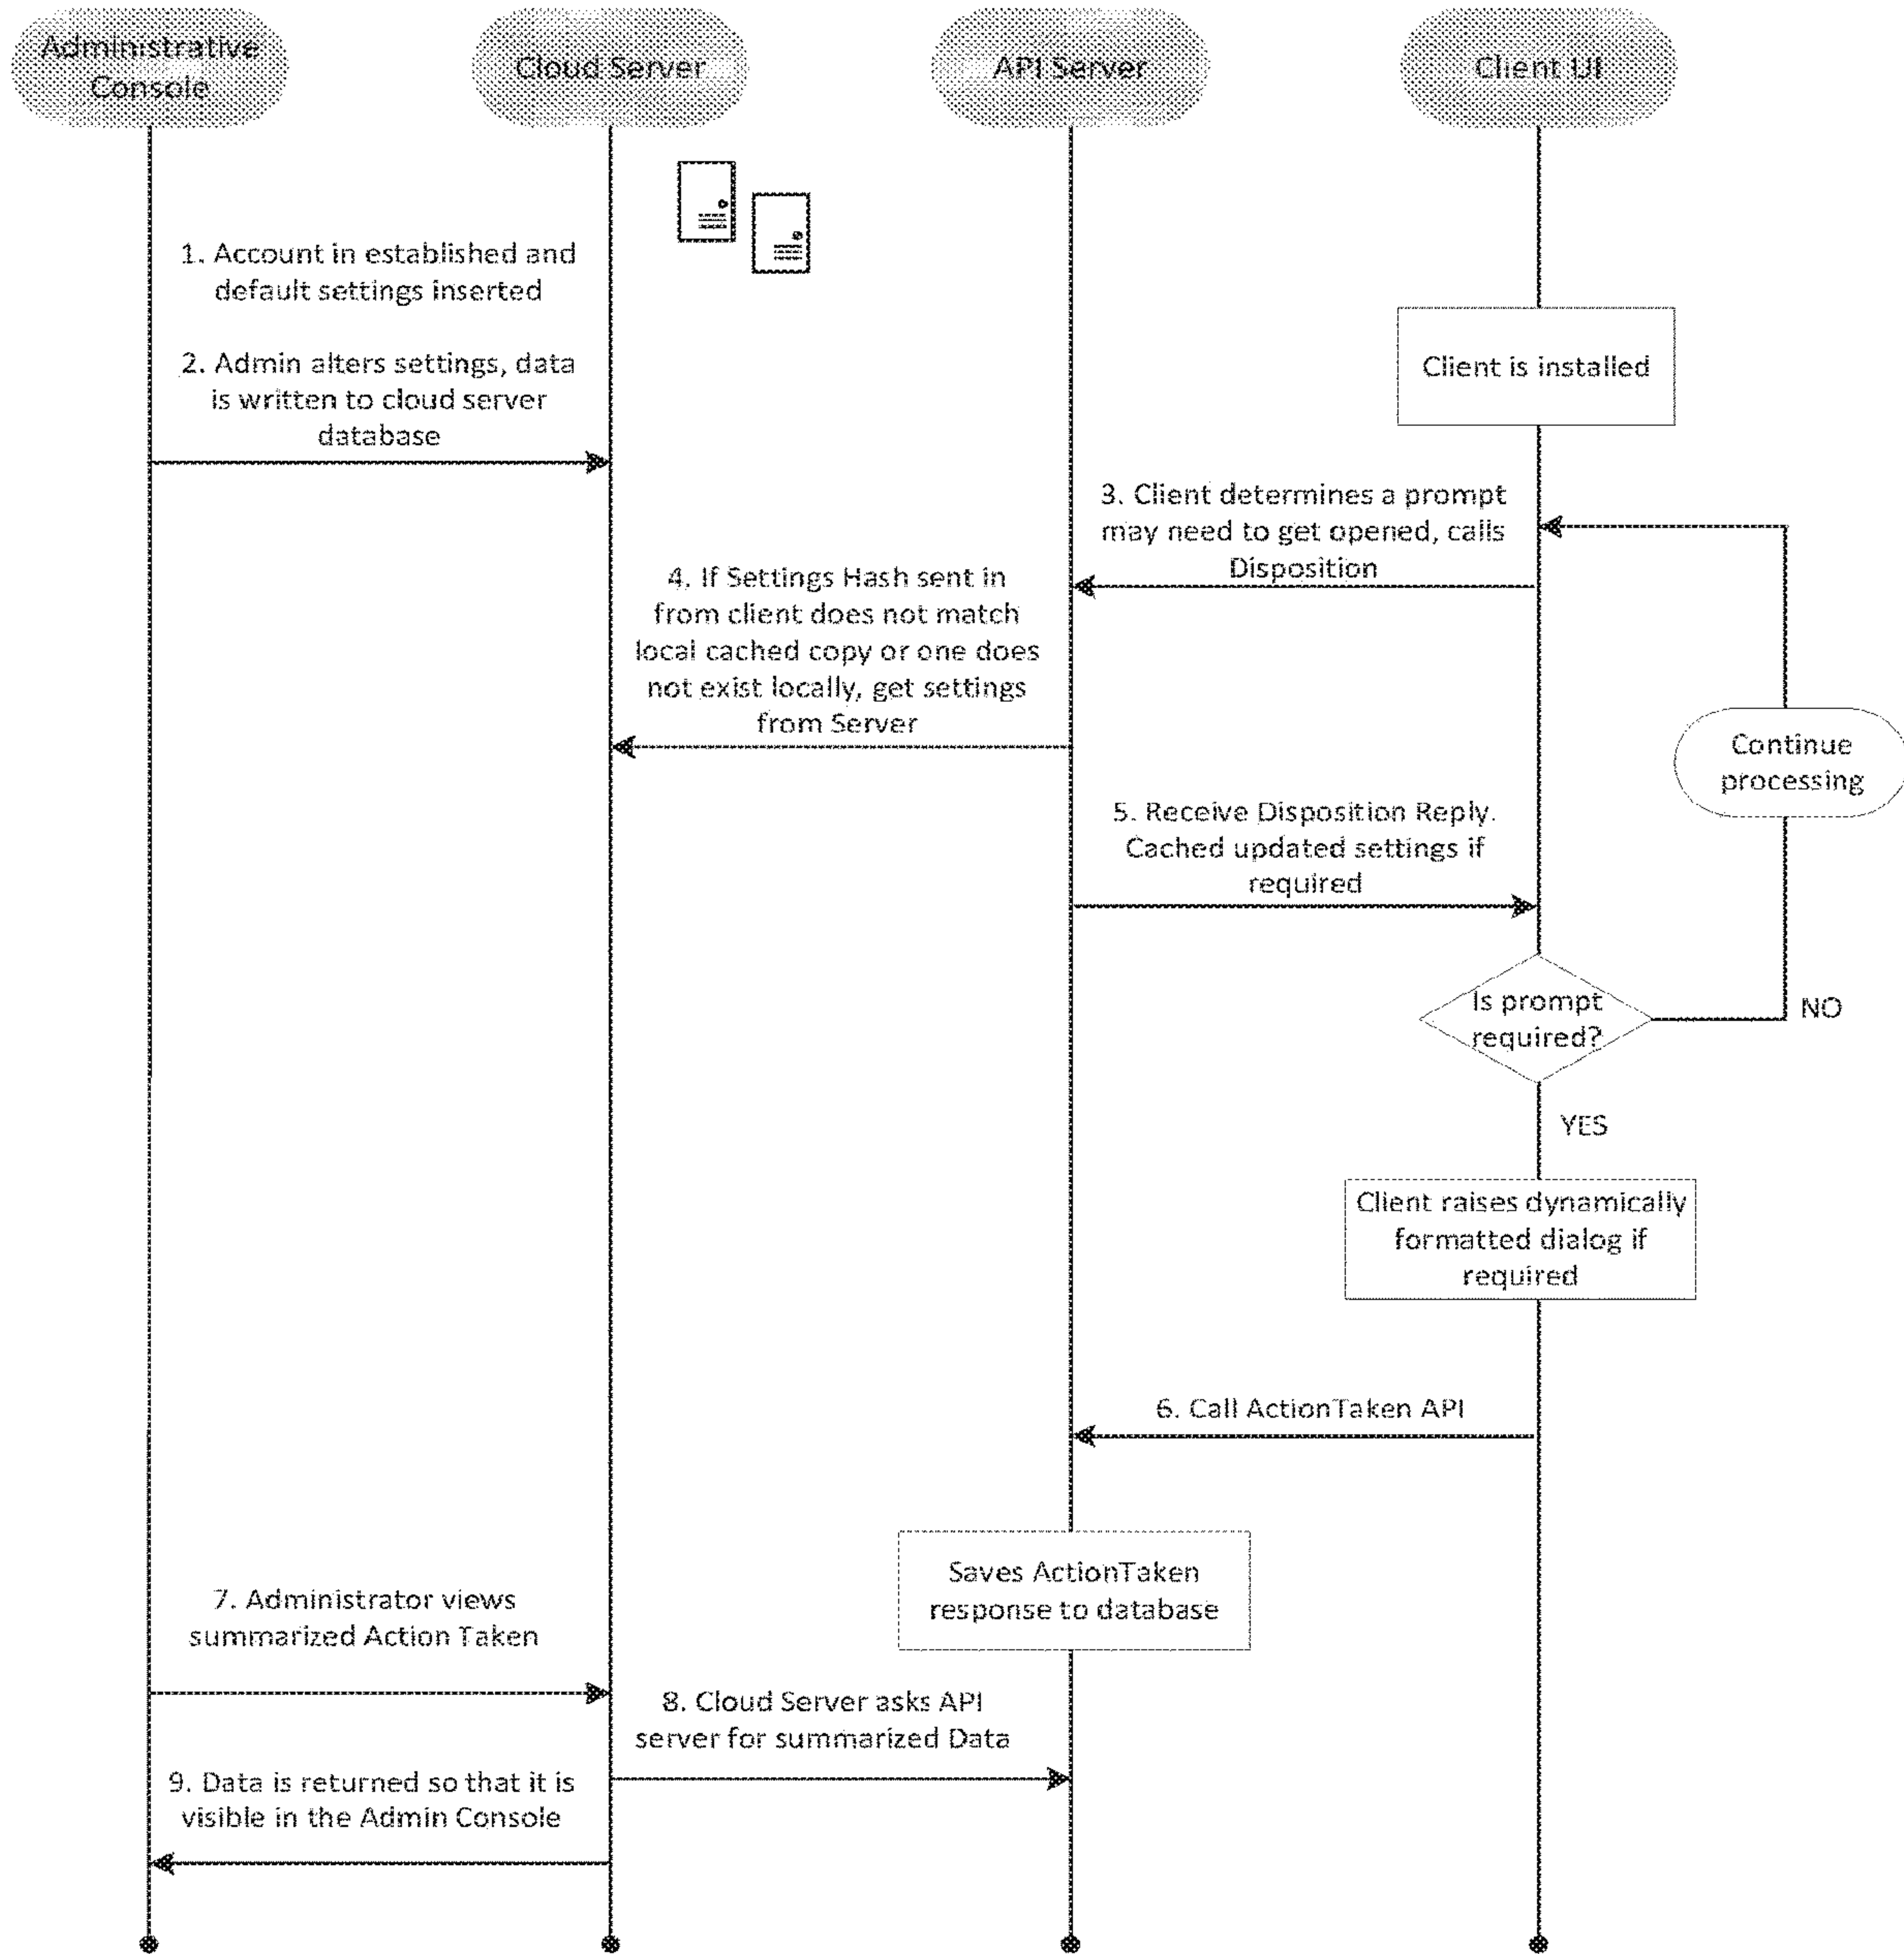 Administrative
Console
Cloud Server
API Server
Client UI
1. Account in established and
default settings inserted
2. Admin alters settings, data
is written to cloud server
database
Client is installed
3. Client determines a prompt
may need to get opened, calls
Disposition
4. If Settings Hash sent in
from client does not match
local cached copy or one does
not exist locally, get settings
from Server
Continue
processing
5. Receive Disposition Reply.
Cached updated settings if
required
Is prompt
required?
NO
YES
Client raises dynamically
formatted dialog if
required
6. Call ActionTaken API
Saves ActionTaken
response to database
7. Administrator views
summarized Action Taken
8. Cloud Server asks API
server for summarized Data
9. Data is returned so that it is
visible in the Admin Console